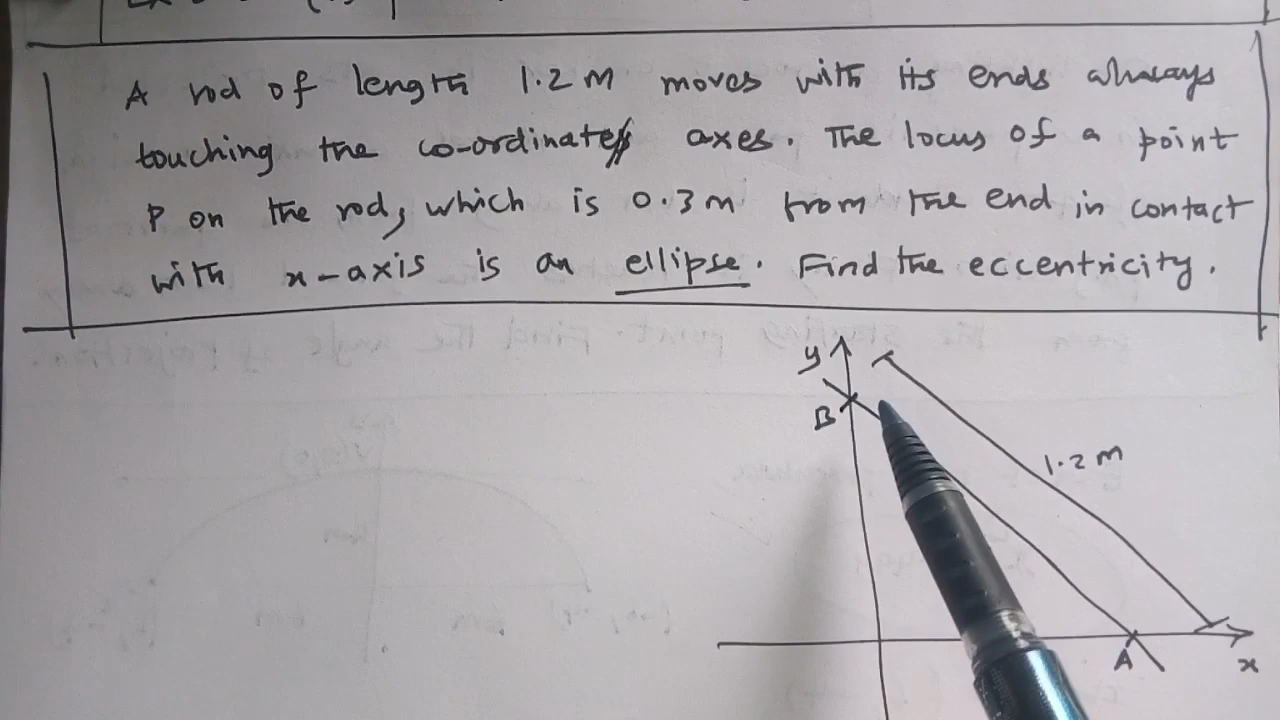 A rod of length 1.2 m moves with its ends always
touching the co-ordinate axes. The locus of a point
P on the rod, which is 0.3 m from the end in contact
with x-axis is an ellipse. Find the eccentricity.
y
B
1.2 m
A
x